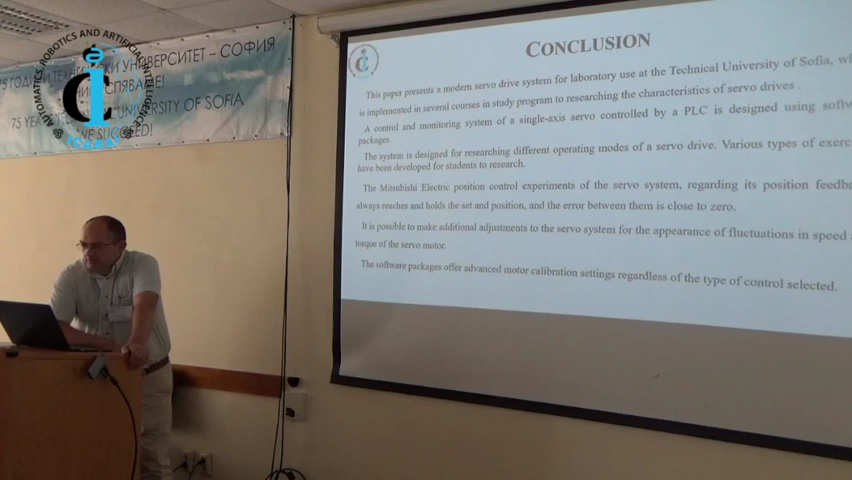 AUTOMATICS, ROBOTICS AND ARTIFICIAL INTELLIGENCE
ICARAI
75 ГОДИНИ ТЕХНИЧЕСКИ УНИВЕРСИТЕТ – СОФИЯ
75 YEARS UNIVERSITY OF SOFIA
WE SUCCEED!
CONCLUSION
This paper presents a modern servo drive system for laboratory use at the Technical University of Sofia,
is implemented in several courses in study program to researching the characteristics of servo drives .
A control and monitoring system of a single-axis servo controlled by a PLC is designed using
packages.
The system is designed for researching different operating modes of a servo drive. Various types of
have been developed for students to research.
The Mitsubishi Electric position control experiments of the servo system, regarding its position
always reaches and holds the set and position, and the error between them is close to zero.
It is possible to make additional adjustments to the servo system for the appearance of fluctuations in speed
torque of the servo motor.
The software packages offer advanced motor calibration settings regardless of the type of control selected.